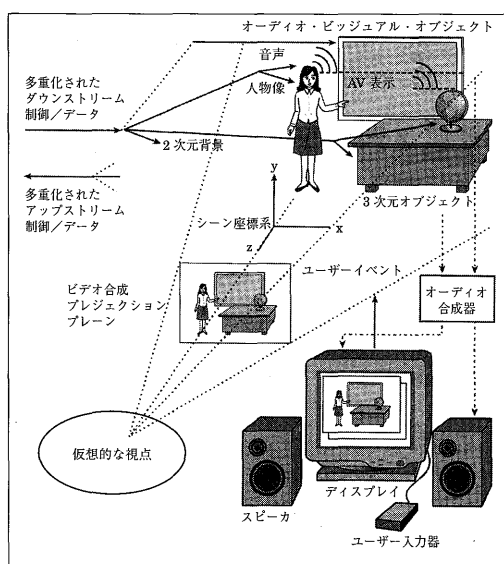 オーディオ・ビジュアル・オブジェクト
音声
多重化された
ダウンストリーム
制御／データ
人物像
AV 表示
2 次元背景
多重化された
アップストリーム
制御／データ
y
3 次元オブジェクト
シーン座標系
x
z
ユーザーイベント
ビデオ合成
プレジェクション
プレーン
オーディオ
合成器
仮想的な視点
ディスプレイ
スピーカ
ユーザー入力器